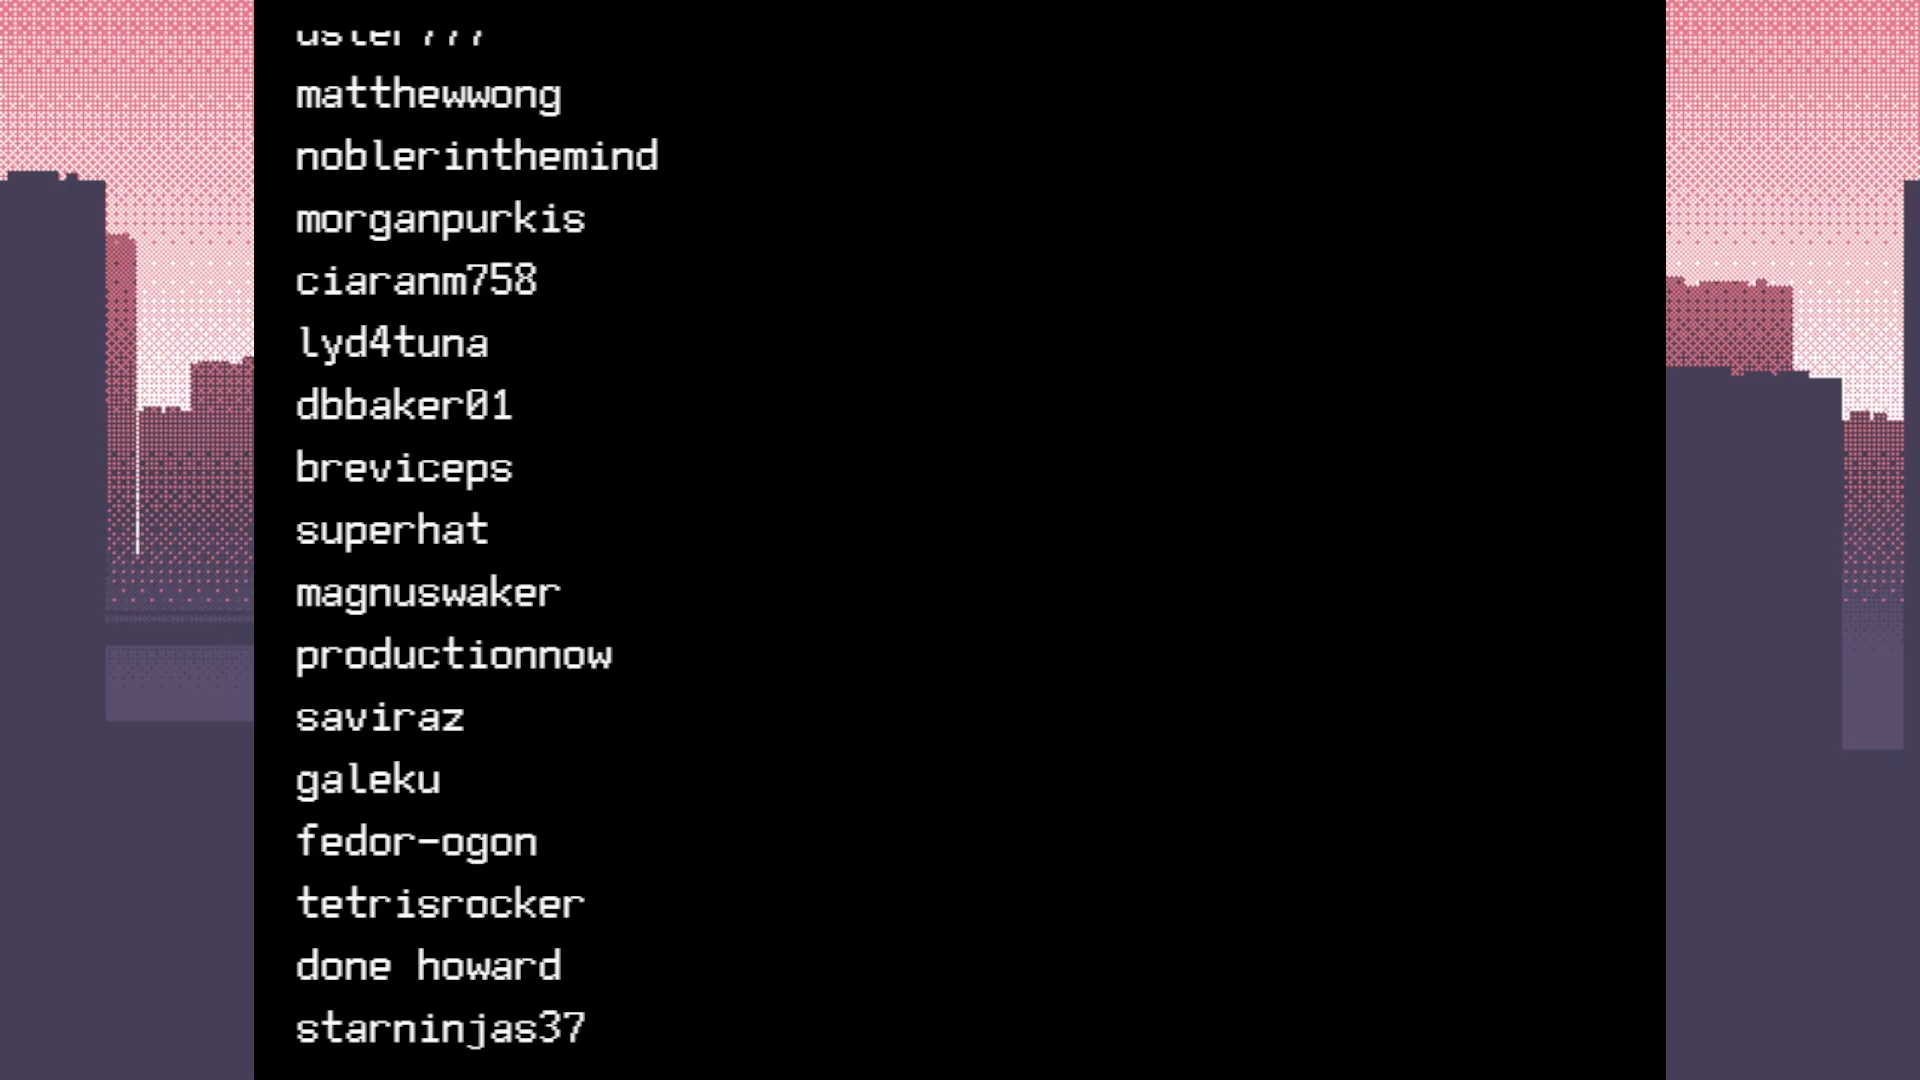 matthewwong
noblerinthemind
morganpurkis
ciaranm758
lyd4tuna
dbbaker01
breviceps
superhat
magnuswaker
productionnow
saviraz
galeku
fedor-ogon
tetrisrocker
done howard
starninjas37